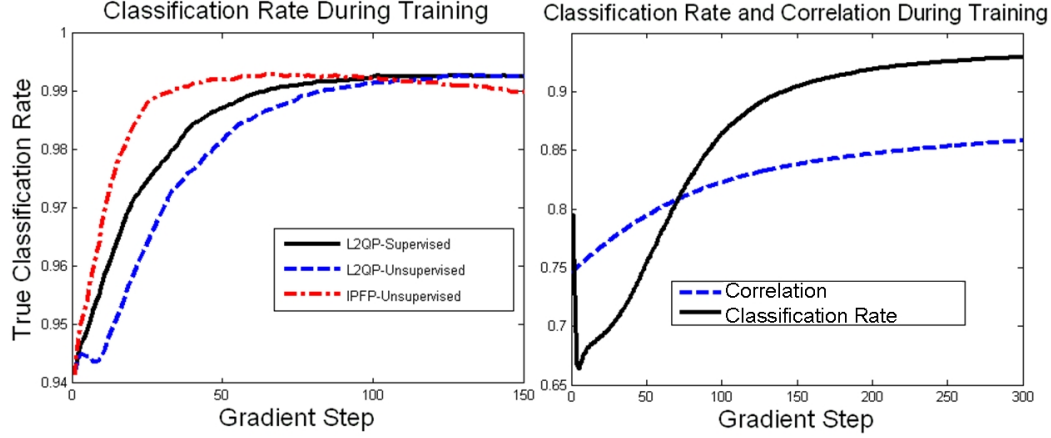 Classification Rate During Training
True Classification Rate
1
0.99
0.98
0.97
0.96
0.95
0.94
L2QP-Supervised
L2QP-Unsupervised
IPFP-Unsupervised
0
50
100
150
Gradient Step
Classification Rate and Correlation During Training
0.9
0.85
0.8
0.75
0.7
0.65
Correlation
Classification Rate
0
50
100
150
200
250
300
Gradient Step